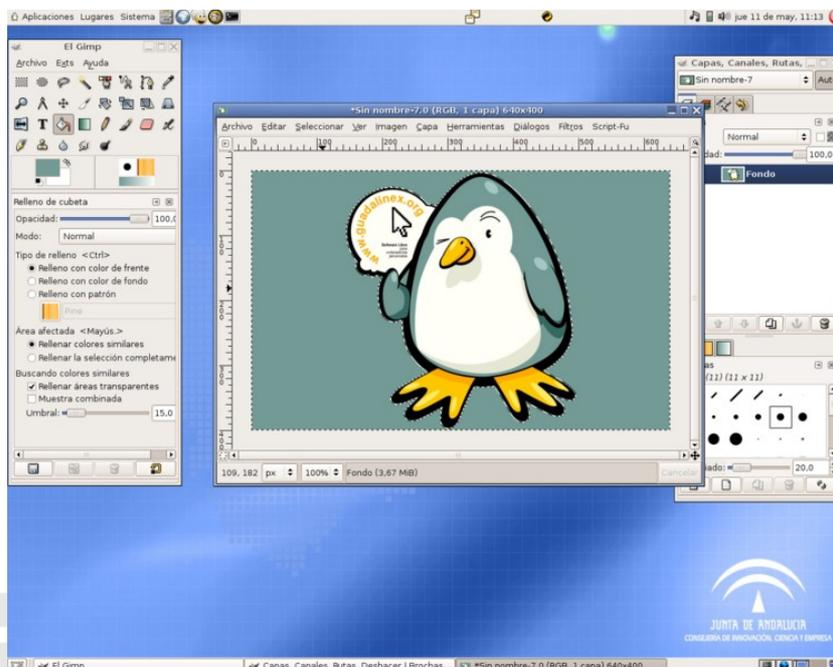 Aplicaciones Lugares Sistema
jue 11 de may, 11:13
El Gimp
Archivo Exts Ayuda
Relleno de cubeta
Opacidad: 100,0
Modo: Normal
Tipo de relleno <Ctrl>
Relleno con color de frente
Relleno con color de fondo
Relleno con patrón
Pine
Área afectada <Mayús.>
Rellenar colores similares
Rellenar la selección completame
Buscando colores similares
Rellenar áreas transparentes
Muestra combinada
Umbral: 15,0
*Sin nombre-7.0 (RGB, 1 capa) 640x400
Archivo Editar Seleccionar Ver Imagen Capa Herramientas Diálogos Filtros Script-Fu
0 100 200 300 400 500 600
www.guadalinex.org
Software Libre
para
ordenadores
personales
109, 182 px 100% Fondo (3,67 MiB)
Cancelar
Capas, Canales, Rutas,
Sin nombre-7 Aut
Normal
dad: 100,0
Fondo
as
(11) (11 x 11)
ado: 20,0
JUNTA DE ANDALUCIA
CONSEJERÍA DE INNOVACIÓN, CIENCIA Y EMPRESA
El Gimp
Capas, Canales, Rutas, Deshacer | Brochas,
*Sin nombre-7.0 (RGB, 1 capa) 640x400